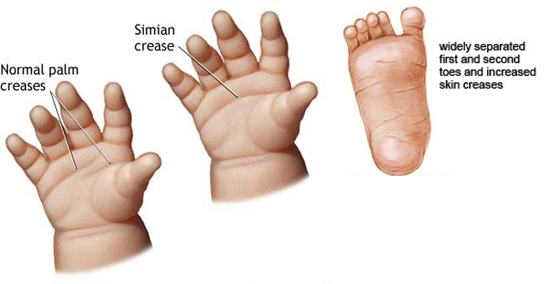 Normal palm
creases
Simian
crease
widely separated
first and second
toes and increased
skin creases